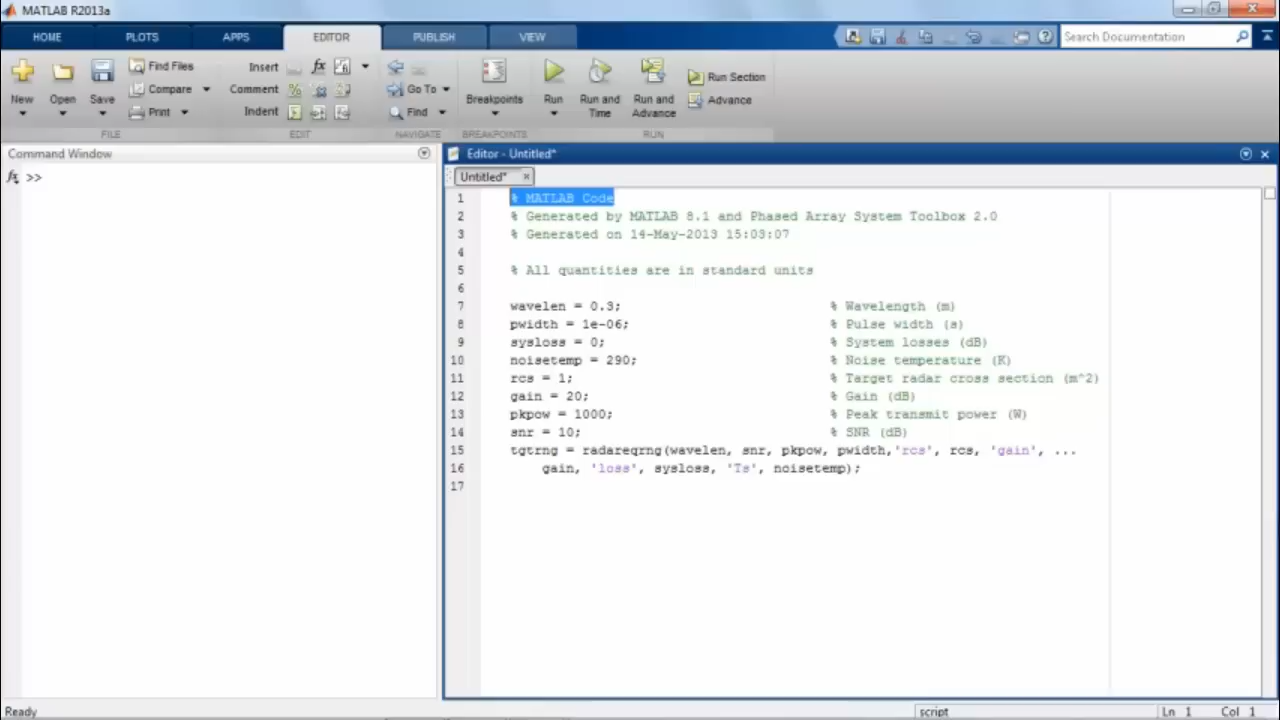 MATLAB R2013a
HOME PLOTS APPS EDITOR PUBLISH VIEW
Search Documentation
New Open Save
Find Files
Compare
Print
FILE
Insert
Comment
Indent
EDIT
Go To
Find
NAVIGATE
Breakpoints
BREAKPOINTS
Run
Run and Time
Run and Advance
Run Section
Advance
RUN
Command Window
fx >>
Editor - Untitled*
Untitled*
1 % MATLAB Code
2 % Generated by MATLAB 8.1 and Phased Array System Toolbox 2.0
3 % Generated on 14-May-2013 15:03:07
4
5 % All quantities are in standard units
6
7 wavelen = 0.3; % Wavelength (m)
8 pwidth = 1e-06; % Pulse width (s)
9 sysloss = 0; % System losses (dB)
10 noisetemp = 290; % Noise temperature (K)
11 rcs = 1; % Target radar cross section (m^2)
12 gain = 20; % Gain (dB)
13 pkpow = 1000; % Peak transmit power (W)
14 snr = 10; % SNR (dB)
15 tgtrng = radareqrng(wavelen, snr, pkpow, pwidth,'rcs', rcs, 'gain', ...
16 gain, 'loss', sysloss, 'Ts', noisetemp);
17
Ready
script
Ln 1 Col 1